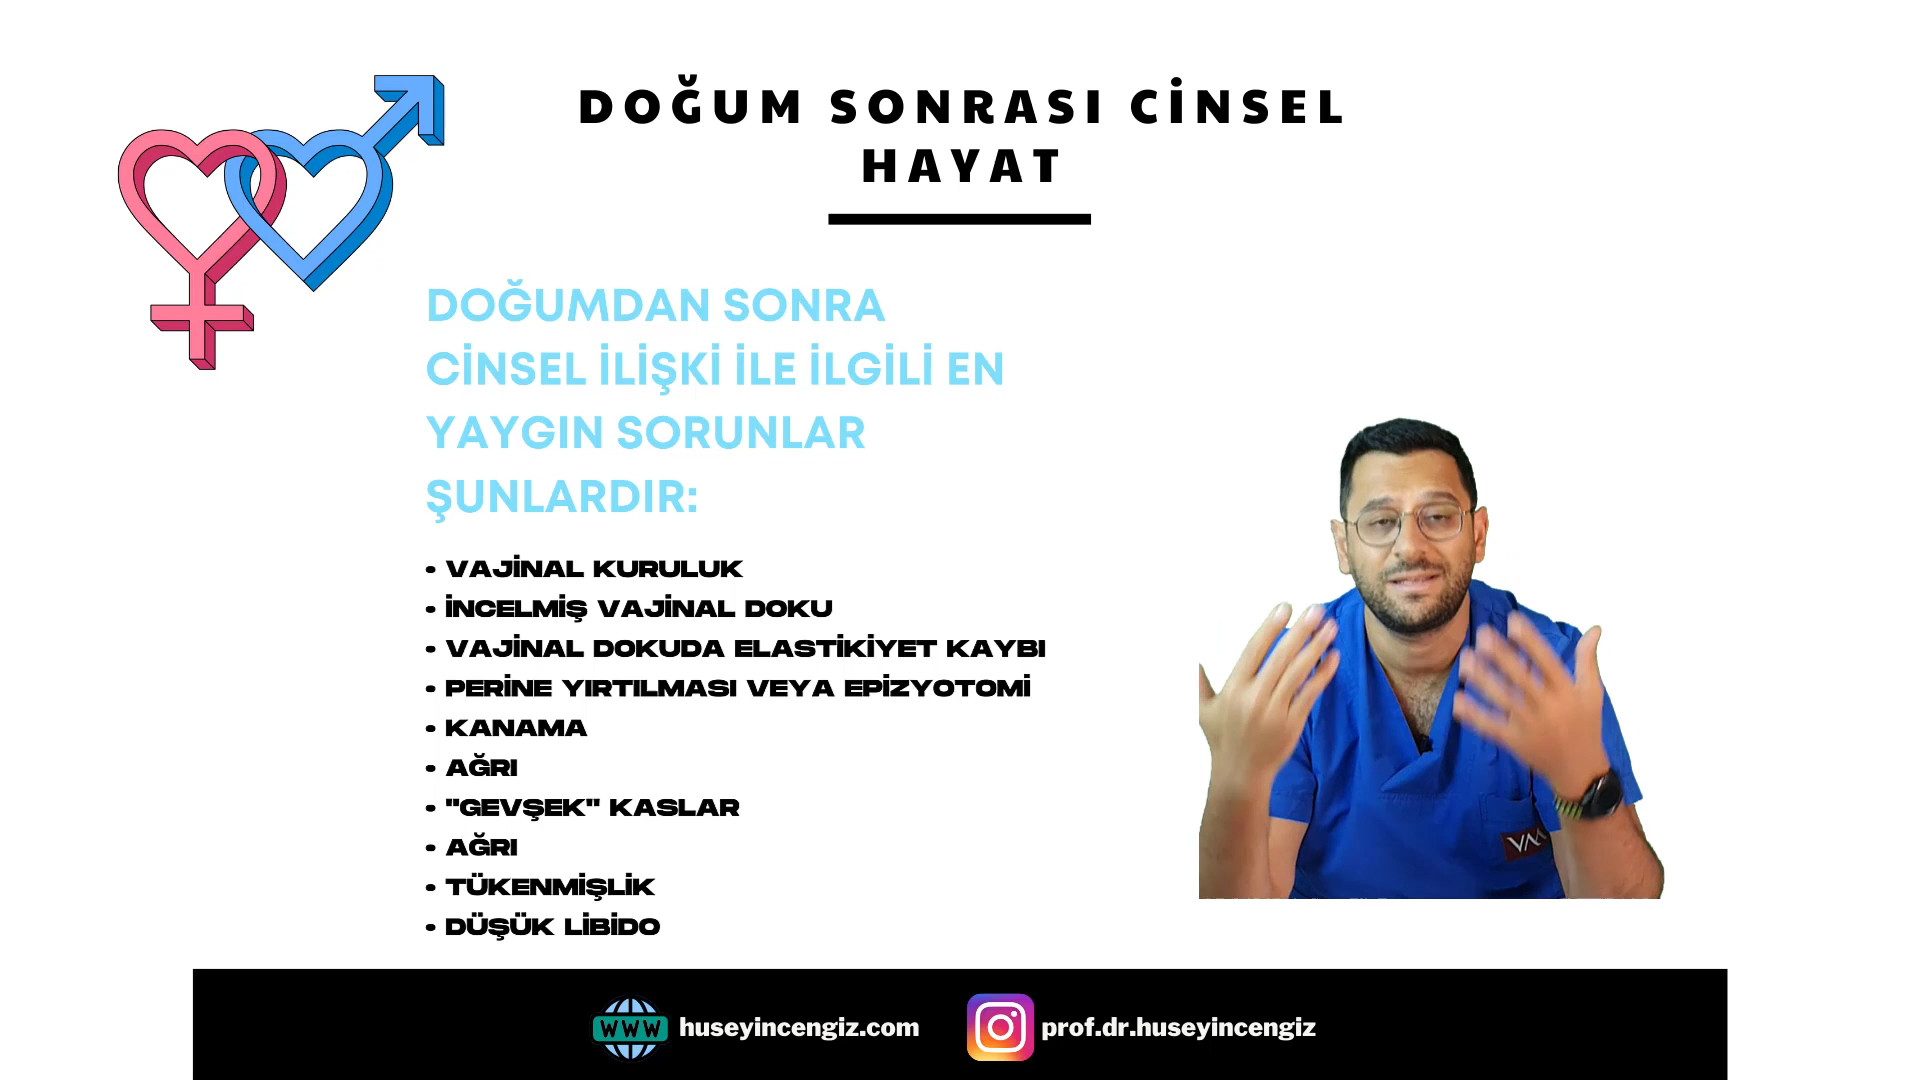 DOĞUM SONRASI CİNSEL
HAYAT
DOĞUMDAN SONRA
CİNSEL İLİŞKİ İLE İLGİLİ EN
YAYGIN SORUNLAR
ŞUNLARDIR:
• VAJİNAL KURULUK
• İNCELMİŞ VAJİNAL DOKU
• VAJİNAL DOKUDA ELASTİKİYET KAYBI
• PERİNE YIRTILMASI VEYA EPİZYOTOMİ
• KANAMA
• AĞRI
• "GEVŞEK" KASLAR
• AĞRI
• TÜKENMİŞLİK
• DÜŞÜK LİBİDO
WWW huseyincengiz.com prof.dr.huseyincengiz